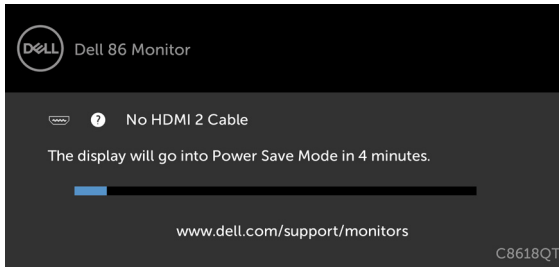 DELL Dell 86 Monitor
? No HDMI 2 Cable
The display will go into Power Save Mode in 4 minutes.
www.dell.com/support/monitors
C8618QT